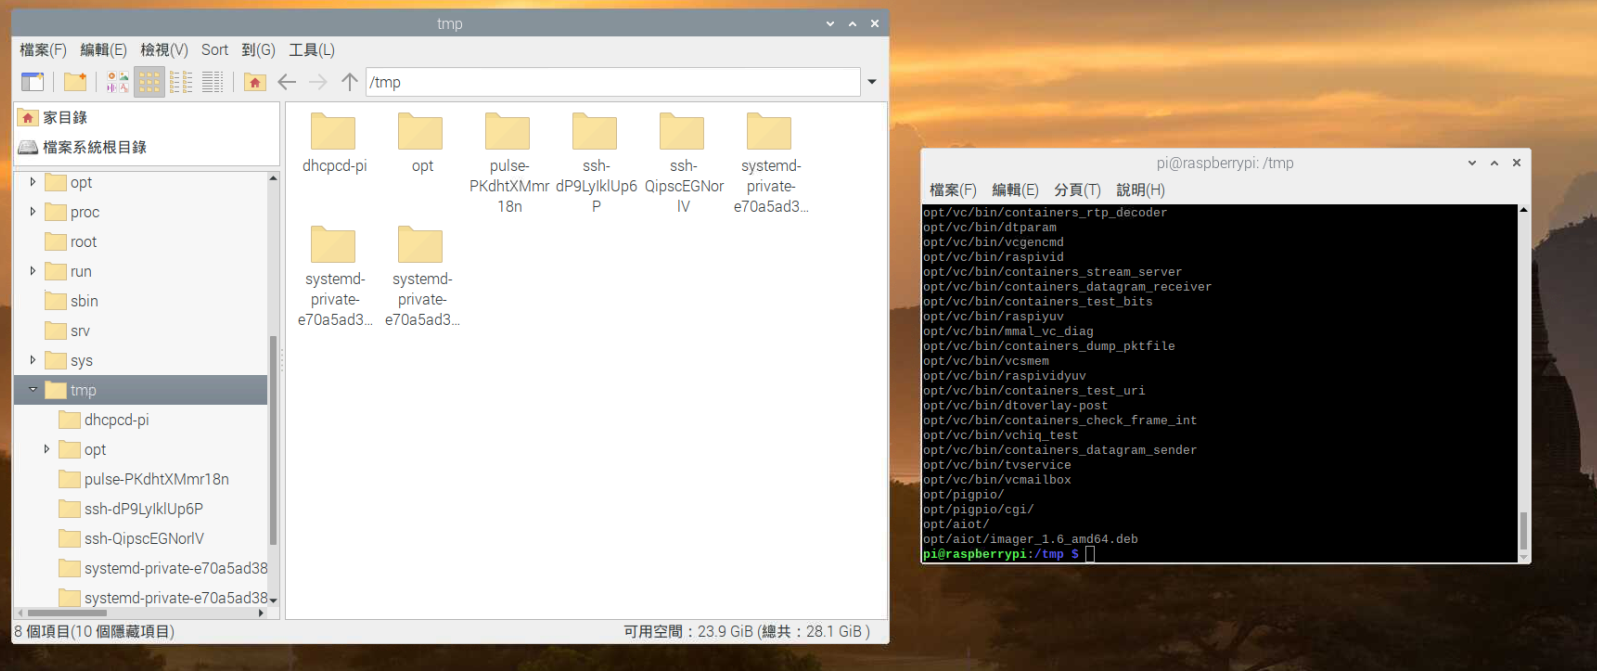 tmp
檔案(F) 編輯(E) 檢視(V) Sort 到(G) 工具(L)
/tmp
家目錄
檔案系統根目錄
opt
proc
root
run
sbin
srv
sys
tmp
dhcpcd-pi
opt
pulse-PKdhtXMmr18n
ssh-dP9LyIklUp6P
ssh-QipscEGNorlV
systemd-private-e70a5ad38
systemd-private-e70a5ad38
dhcpcd-pi
opt
pulse-
PKdhtXMmr
18n
ssh-
dP9LyIklUp6
P
ssh-
QipscEGNor
lV
systemd-
private-
e70a5ad3...
systemd-
private-
e70a5ad3...
systemd-
private-
e70a5ad3...
8 個項目(10 個隱藏項目)
可用空間：23.9 GiB (總共：28.1 GiB )
pi@raspberrypi: /tmp
檔案(F) 編輯(E) 分頁(T) 說明(H)
opt/vc/bin/containers_rtp_decoder
opt/vc/bin/dtparam
opt/vc/bin/vcgencmd
opt/vc/bin/raspivid
opt/vc/bin/containers_stream_server
opt/vc/bin/containers_datagram_receiver
opt/vc/bin/containers_test_bits
opt/vc/bin/raspiyuv
opt/vc/bin/mmal_vc_diag
opt/vc/bin/containers_dump_pktfile
opt/vc/bin/vcsmem
opt/vc/bin/raspividyuv
opt/vc/bin/containers_test_uri
opt/vc/bin/dtoverlay-post
opt/vc/bin/containers_check_frame_int
opt/vc/bin/vchiq_test
opt/vc/bin/containers_datagram_sender
opt/vc/bin/tvservice
opt/vc/bin/vcmailbox
opt/pigpio/
opt/pigpio/cgi/
opt/aiot/
opt/aiot/imager_1.6_amd64.deb
pi@raspberrypi:/tmp $